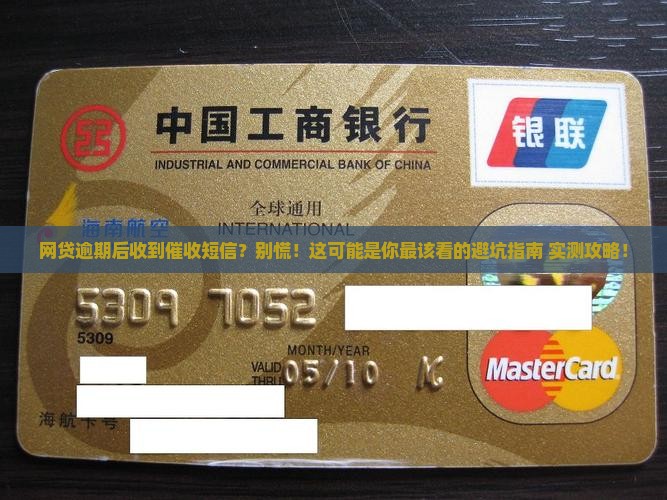 中国工商银行
INDUSTRIAL AND COMMERCIAL BANK OF CHINA
银联
全球通用
海南航空 INTERNATIONAL
网贷逾期后收到催收短信？别慌！这可能是你最该看的避坑指南 实测攻略！
5309 7052
5309
MONTH/YEAR
VALID THRU 05/10
MasterCard
海航卡号